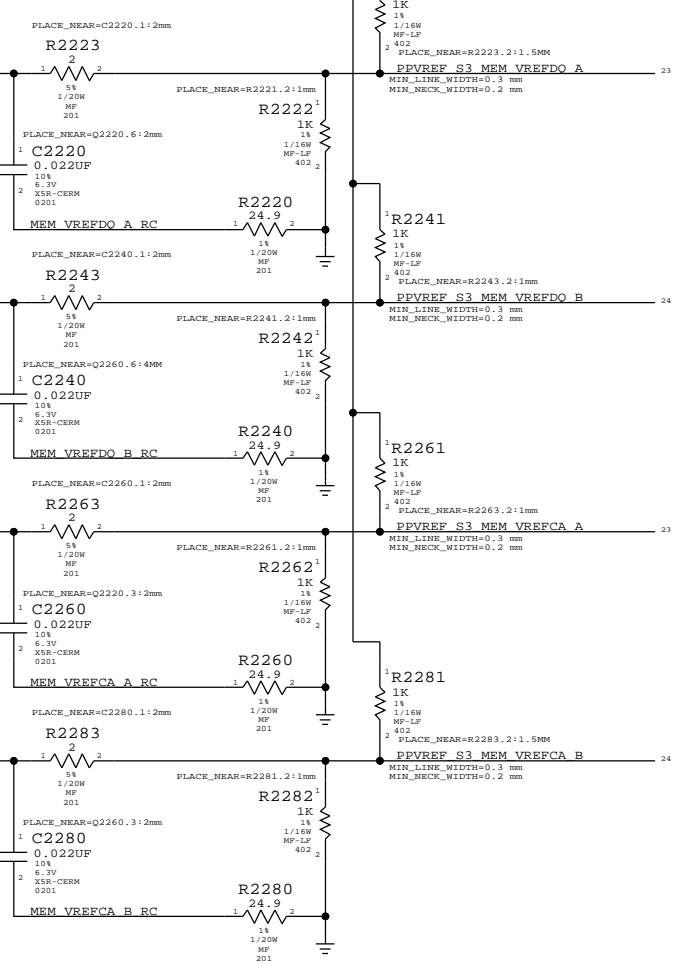 1K
1%
1/16W
MF-LF
402
2
PLACE_NEAR=R2223.2:1.5MM
PLACE_NEAR=C2220.1:2mm
R2223
2
1 2
5%
1/20W
MF
201
PPVREF_S3_MEM_VREFDQ_A 23
MIN_LINE_WIDTH=0.3 mm
MIN_NECK_WIDTH=0.2 mm
PLACE_NEAR=R2221.2:1mm
R2222 1
1K
1%
1/16W
MF-LF
402 2
PLACE_NEAR=Q2220.6:2mm
1 C2220
0.022UF
10%
6.3V
2 X5R-CERM
0201
R2220
24.9
MEM_VREFDQ_A_RC 1 2
1%
1/20W
MF
201
1 R2241
1K
1%
1/16W
MF-LF
402
2 PLACE_NEAR=R2243.2:1mm
PLACE_NEAR=C2240.1:2mm
R2243
2
1 2
5%
1/20W
MF
201
PPVREF_S3_MEM_VREFDQ_B 24
MIN_LINE_WIDTH=0.3 mm
MIN_NECK_WIDTH=0.2 mm
PLACE_NEAR=R2241.2:1mm
R2242 1
1K
1%
1/16W
MF-LF
402 2
PLACE_NEAR=Q2260.6:4MM
1 C2240
0.022UF
10%
6.3V
2 X5R-CERM
0201
R2240
24.9
MEM_VREFDQ_B_RC 1 2
1%
1/20W
MF
201
1 R2261
1K
1%
1/16W
MF-LF
402
2 PLACE_NEAR=R2263.2:1mm
PLACE_NEAR=C2260.1:2mm
R2263
2
1 2
5%
1/20W
MF
201
PPVREF_S3_MEM_VREFCA_A 23
MIN_LINE_WIDTH=0.3 mm
MIN_NECK_WIDTH=0.2 mm
PLACE_NEAR=R2261.2:1mm
R2262 1
1K
1%
1/16W
MF-LF
402 2
PLACE_NEAR=Q2220.3:2mm
1 C2260
0.022UF
10%
6.3V
2 X5R-CERM
0201
R2260
24.9
MEM_VREFCA_A_RC 1 2
1%
1/20W
MF
201
1 R2281
1K
1%
1/16W
MF-LF
402
2 PLACE_NEAR=R2283.2:1.5MM
PLACE_NEAR=C2280.1:2mm
R2283
2
1 2
5%
1/20W
MF
201
PPVREF_S3_MEM_VREFCA_B 24
MIN_LINE_WIDTH=0.3 mm
MIN_NECK_WIDTH=0.2 mm
PLACE_NEAR=R2281.2:1mm
R2282 1
1K
1%
1/16W
MF-LF
402 2
PLACE_NEAR=Q2260.3:2mm
1 C2280
0.022UF
10%
6.3V
2 X5R-CERM
0201
R2280
24.9
MEM_VREFCA_B_RC 1 2
1%
1/20W
MF
201